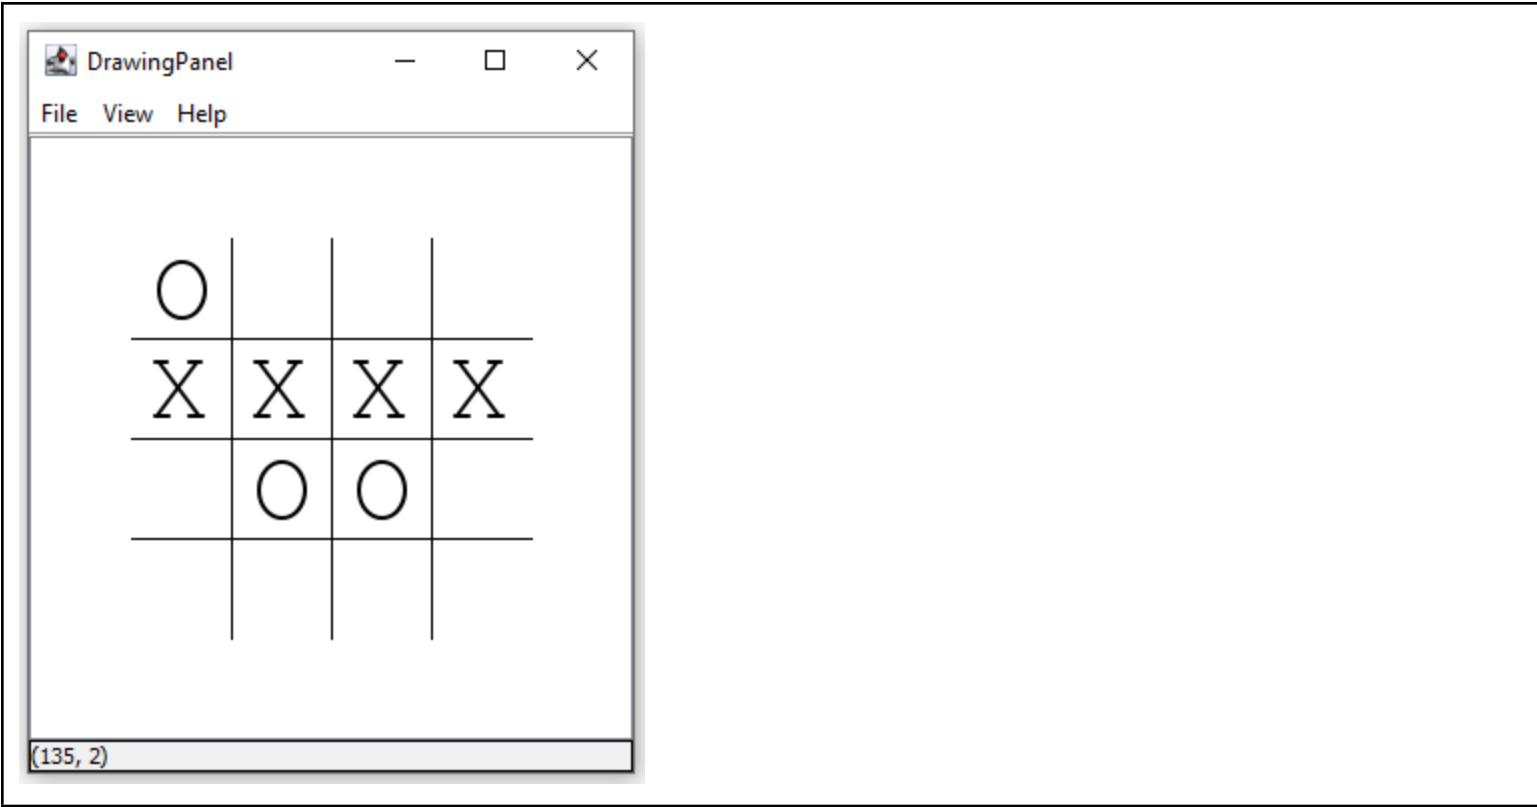 DrawingPanel
File View Help
O
X X X X
O O
(135, 2)